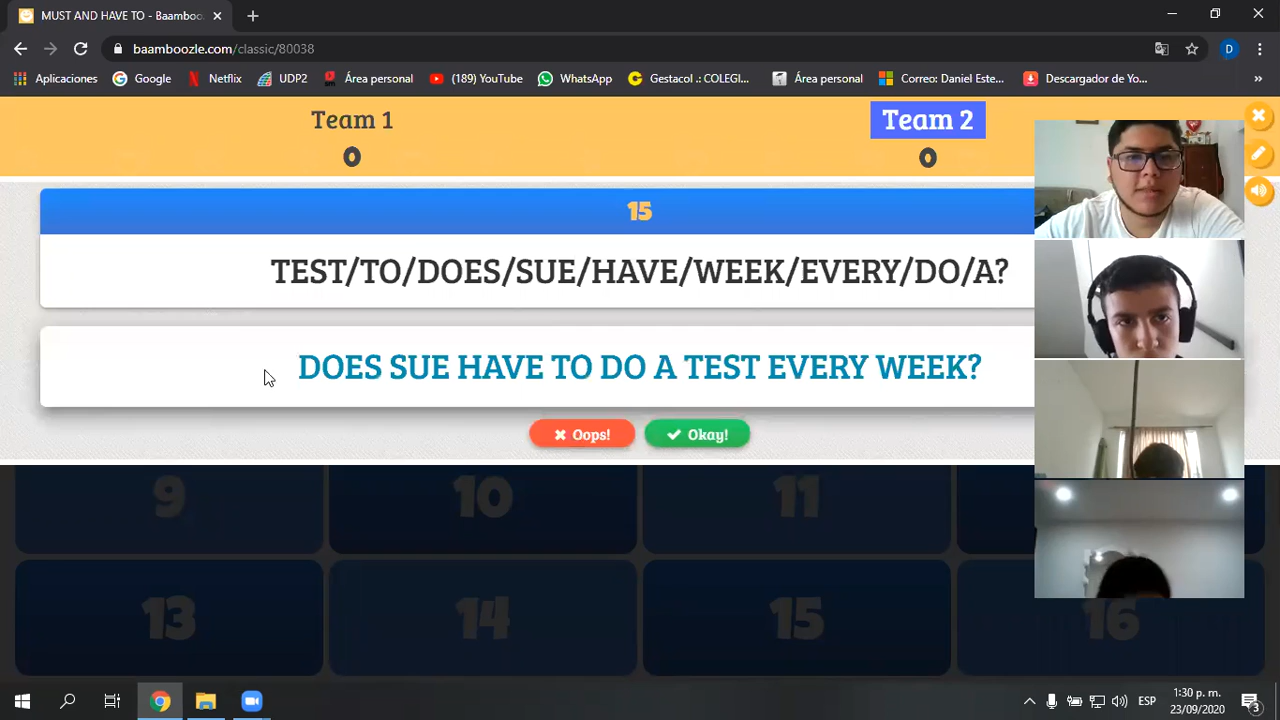 MUST AND HAVE TO - Baambooz
baamboozle.com/classic/80038
D
Aplicaciones Google Netflix UDP2 Área personal (189) YouTube WhatsApp Gestacol .: COLEGI... Área personal Correo: Daniel Este... Descargador de Yo... »
Team 1 Team 2
0 0
15
TEST/TO/DOES/SUE/HAVE/WEEK/EVERY/DO/A?
DOES SUE HAVE TO DO A TEST EVERY WEEK?
Oops! Okay!
9 10 11
13 14 15 16
ESP 1:30 p. m.
23/09/2020 3